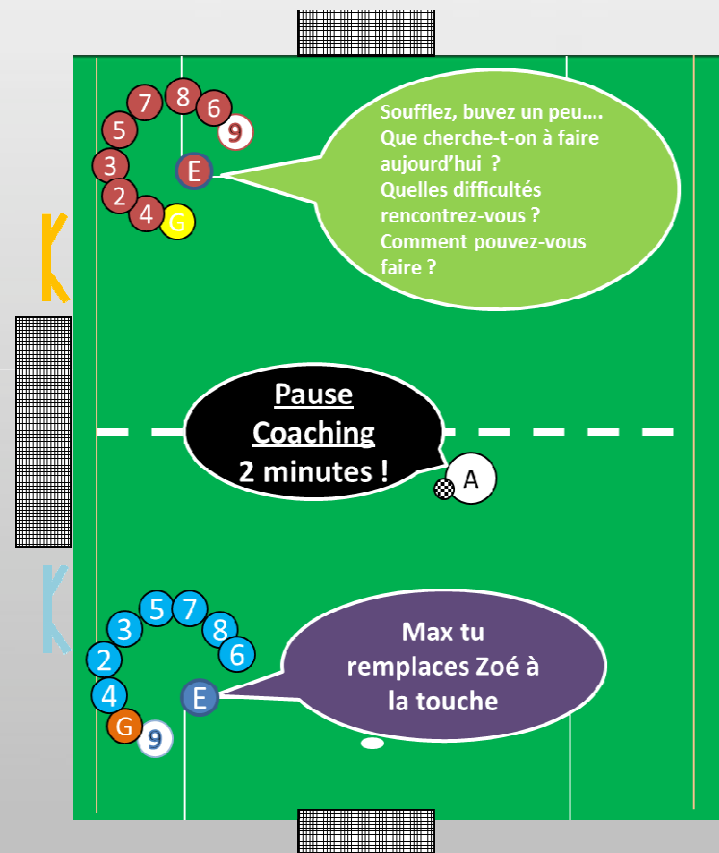 8
7
6
9
5
3
E
2
4
G
Soufflez, buvez un peu....
Que cherche-t-on à faire
aujourd'hui ?
Quelles difficultés
rencontrez-vous ?
Comment pouvez-vous
faire ?
Pause
Coaching
2 minutes !
A
5
7
3
8
6
2
4
E
G
9
Max tu
remplaces Zoé à
la touche